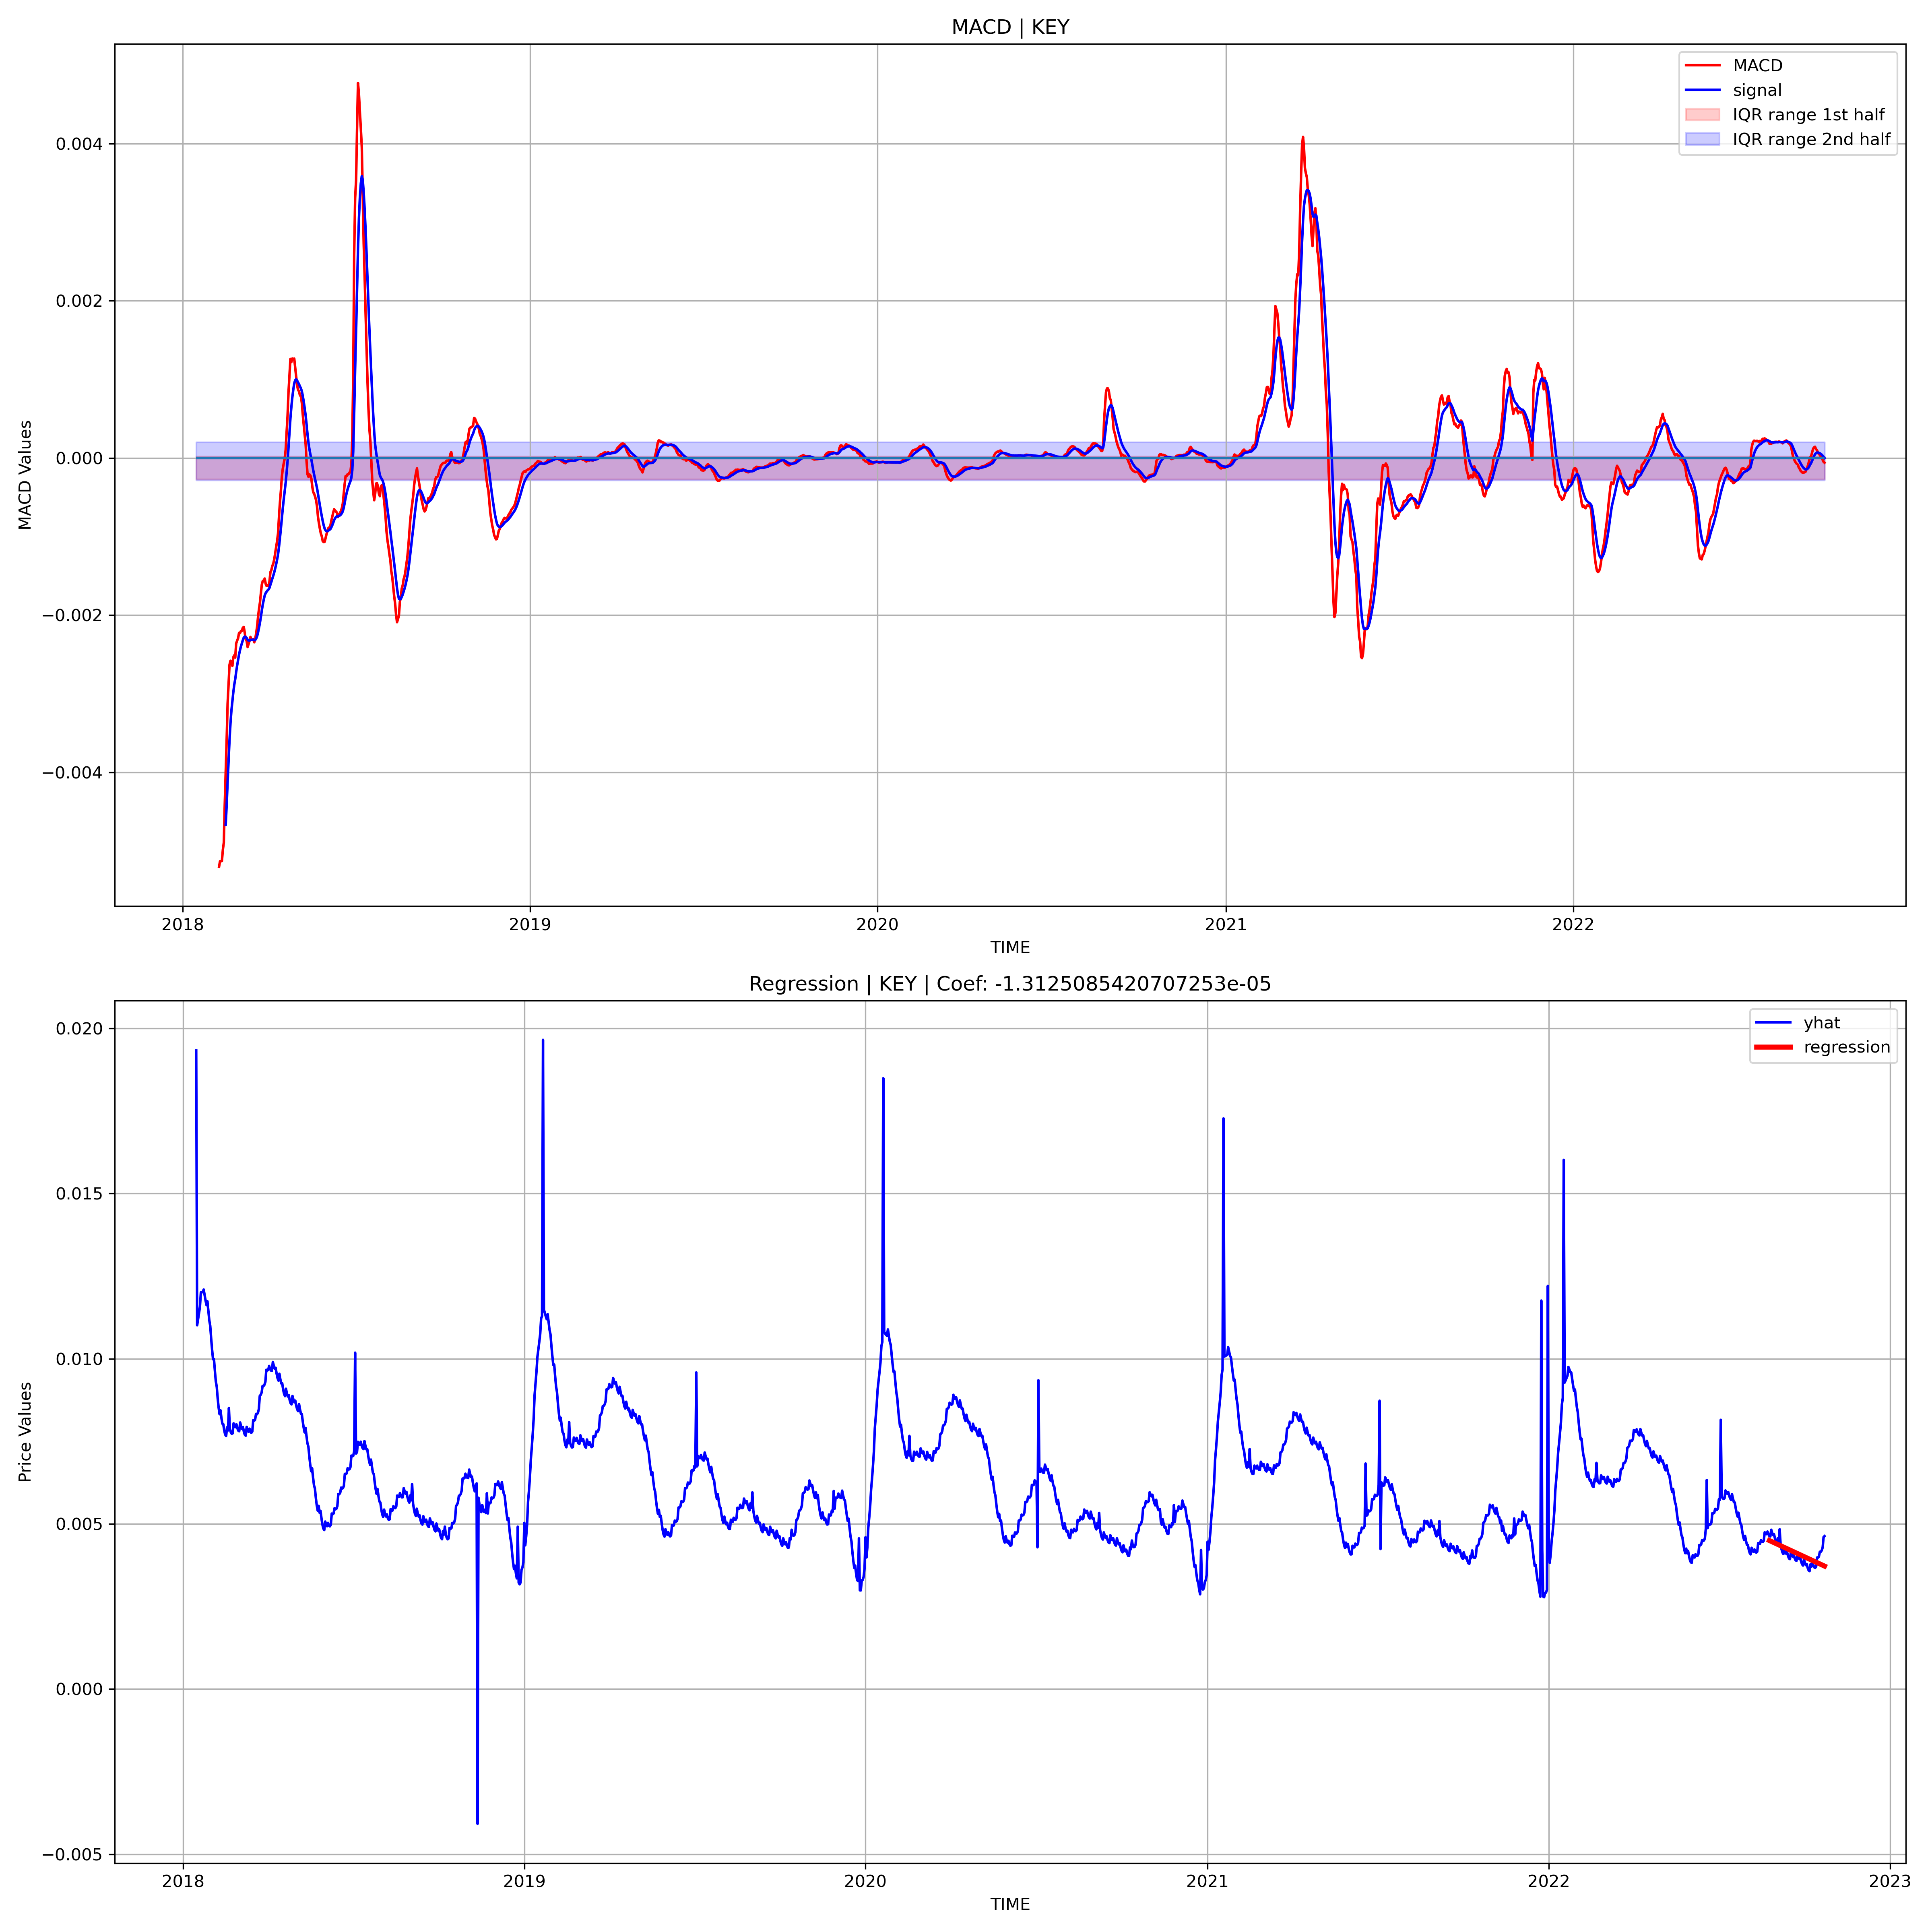 MACD | KEY
MACD
signal
IQR range 1st half
IQR range 2nd half
0.004
0.002
0.000
−0.002
−0.004
MACD Values
2018 2019 2020 2021 2022
TIME
Regression | KEY | Coef: -1.3125085420707253e-05
yhat
regression
0.020
0.015
0.010
0.005
0.000
−0.005
Price Values
2018 2019 2020 2021 2022 2023
TIME